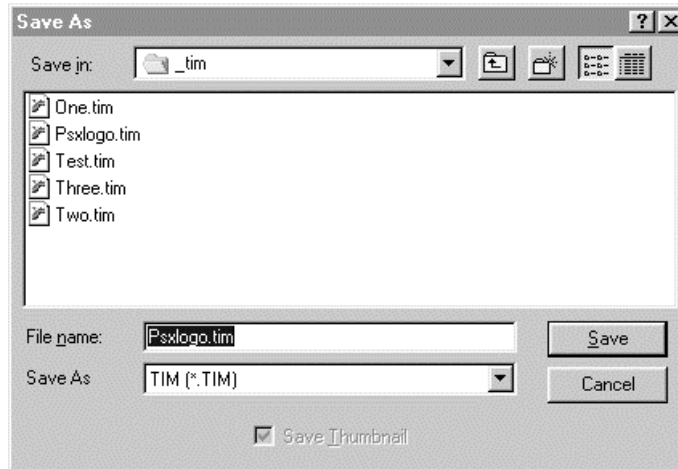 Save As
Save in: _tim
One.tim
Psxlogo.tim
Test.tim
Three.tim
Two.tim
File name: Psxlogo.tim Save
Save As TIM (*.TIM) Cancel
Save Thumbnail